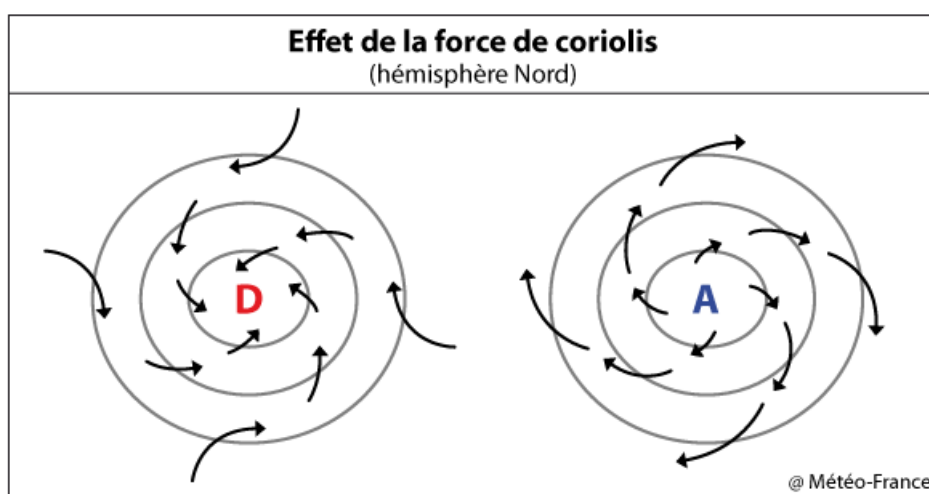 Effet de la force de coriolis
(hémisphère Nord)
D
A
@ Météo-France